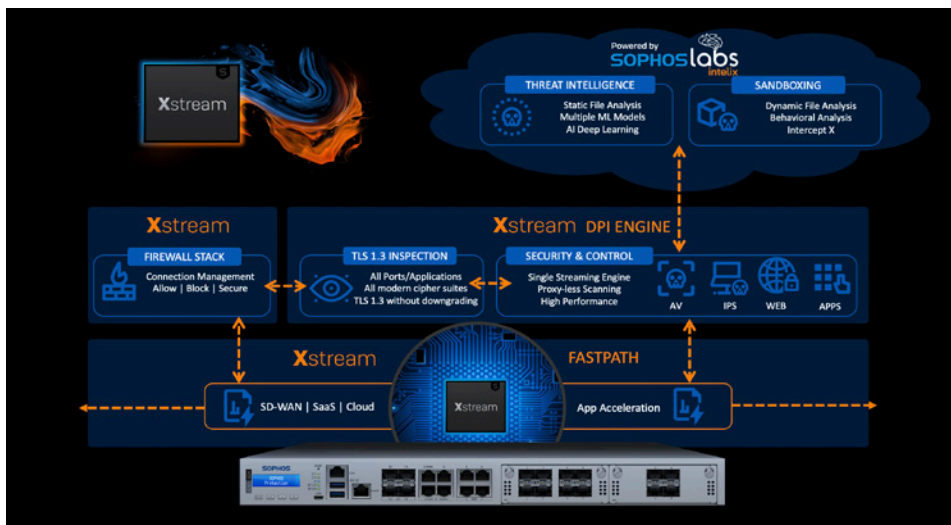 Xstream
Powered by
SOPHOSlabs
intelix
THREAT INTELLIGENCE
Static File Analysis
Multiple ML Models
AI Deep Learning
SANDBOXING
Dynamic File Analysis
Behavioral Analysis
Intercept X
Xstream
FIREWALL STACK
Connection Management
Allow | Block | Secure
Xstream DPI ENGINE
TLS 1.3 INSPECTION
All Ports/Applications
All modern cipher suites
TLS 1.3 without downgrading
SECURITY & CONTROL
Single Streaming Engine
Proxy-less Scanning
High Performance
AV
IPS
WEB
APPS
Xstream
FASTPATH
SD-WAN | SaaS | Cloud
Xstream
App Acceleration
SOPHOS